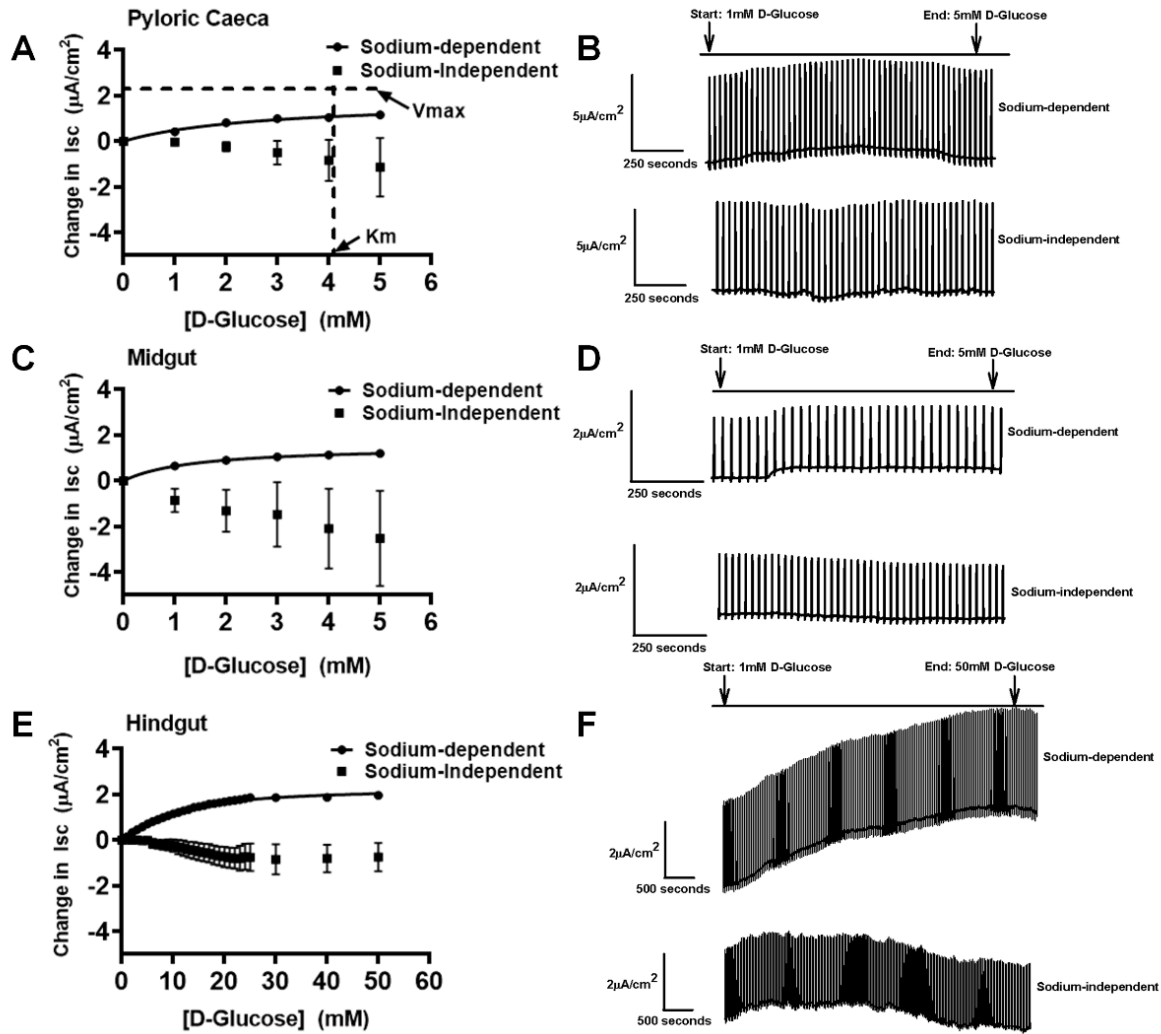 A
Pyloric Caeca
Change in Isc (µA/cm²)
4
2
0
-2
-4
Sodium-dependent
Sodium-Independent
Vmax
Km
0 1 2 3 4 5 6
[D-Glucose] (mM)
B
Start: 1mM D-Glucose
End: 5mM D-Glucose
Sodium-dependent
5µA/cm²
250 seconds
Sodium-independent
5µA/cm²
250 seconds
C
Midgut
Change in Isc (µA/cm²)
4
2
0
-2
-4
Sodium-dependent
Sodium-Independent
0 1 2 3 4 5 6
[D-Glucose] (mM)
D
Start: 1mM D-Glucose
End: 5mM D-Glucose
Sodium-dependent
2µA/cm²
250 seconds
Sodium-independent
2µA/cm²
250 seconds
E
Hindgut
Change in Isc (µA/cm²)
4
2
0
-2
-4
Sodium-dependent
Sodium-Independent
0 10 20 30 40 50 60
[D-Glucose] (mM)
F
Start: 1mM D-Glucose
End: 50mM D-Glucose
Sodium-dependent
2µA/cm²
500 seconds
Sodium-independent
2µA/cm²
500 seconds